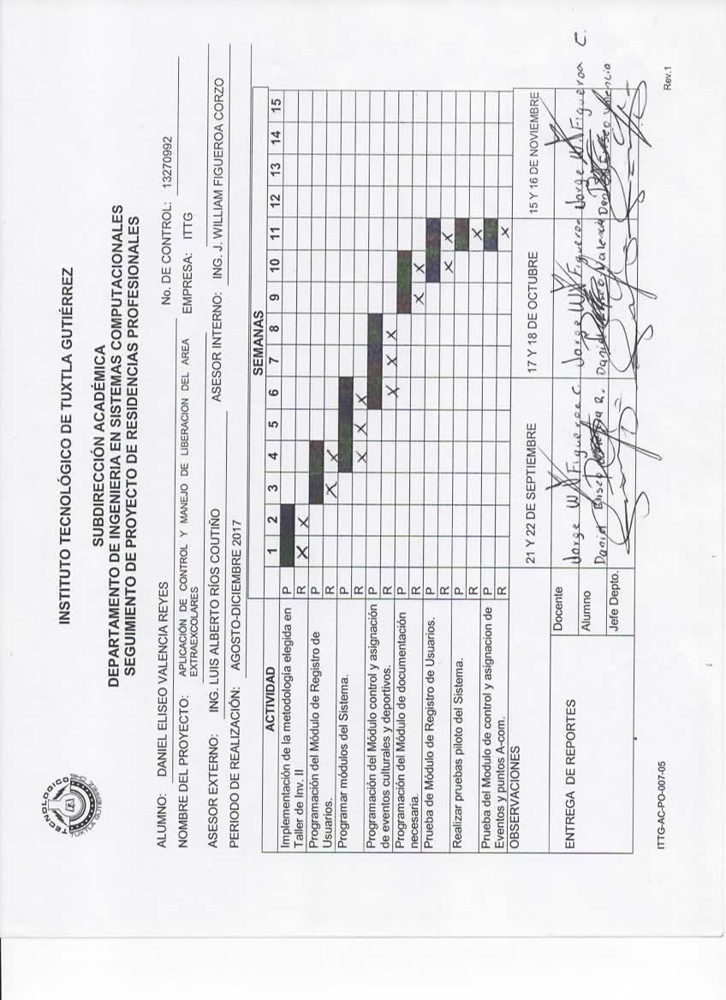 TECNOLOGICO
TUXTLA GUTIERREZ
INSTITUTO TECNOLÓGICO DE TUXTLA GUTIÉRREZ
SUBDIRECCIÓN ACADÉMICA
DEPARTAMENTO DE INGENIERIA EN SISTEMAS COMPUTACIONALES
SEGUIMIENTO DE PROYECTO DE RESIDENCIAS PROFESIONALES
ALUMNO: DANIEL ELISEO VALENCIA REYES No. DE CONTROL: 13270992
NOMBRE DEL PROYECTO: APLICACIÓN DE CONTROL Y MANEJO DE LIBERACION DEL AREA EMPRESA: ITTG
EXTRAEXCOLARES
ASESOR EXTERNO: ING. LUIS ALBERTO RÍOS COUTIÑO ASESOR INTERNO: ING. J. WILLIAM FIGUEROA CORZO
PERIODO DE REALIZACIÓN: AGOSTO-DICIEMBRE 2017
SEMANAS
ACTIVIDAD 1 2 3 4 5 6 7 8 9 10 11 12 13 14 15
Implementación de la metodología elegida en P
Taller de Inv. II R X X
Programación del Módulo de Registro de P
Usuarios. R X X
Programar módulos del Sistema. P
R X X X
Programación del Módulo control y asignación P
de eventos culturales y deportivos. R X X X
Programación del Módulo de documentación P
necesaria. R X X
Prueba de Módulo de Registro de Usuarios. P
R X X
Realizar pruebas piloto del Sistema. P
R X
Prueba del Modulo de control y asignacion de P
Eventos y puntos A-com. R X
OBSERVACIONES 21 Y 22 DE SEPTIEMBRE 17 Y 18 DE OCTUBRE 15 Y 16 DE NOVIEMBRE
ENTREGA DE REPORTES
Docente Jorge W. Figueroa C. Jorge W. Figueroa Jorge W. Figueroa C.
Alumno Daniel Eliseo R. Daniel Valencia Daniel Eliseo Valencia
Jefe Depto.
ITTG-AC-PO-007-05 Rev.1